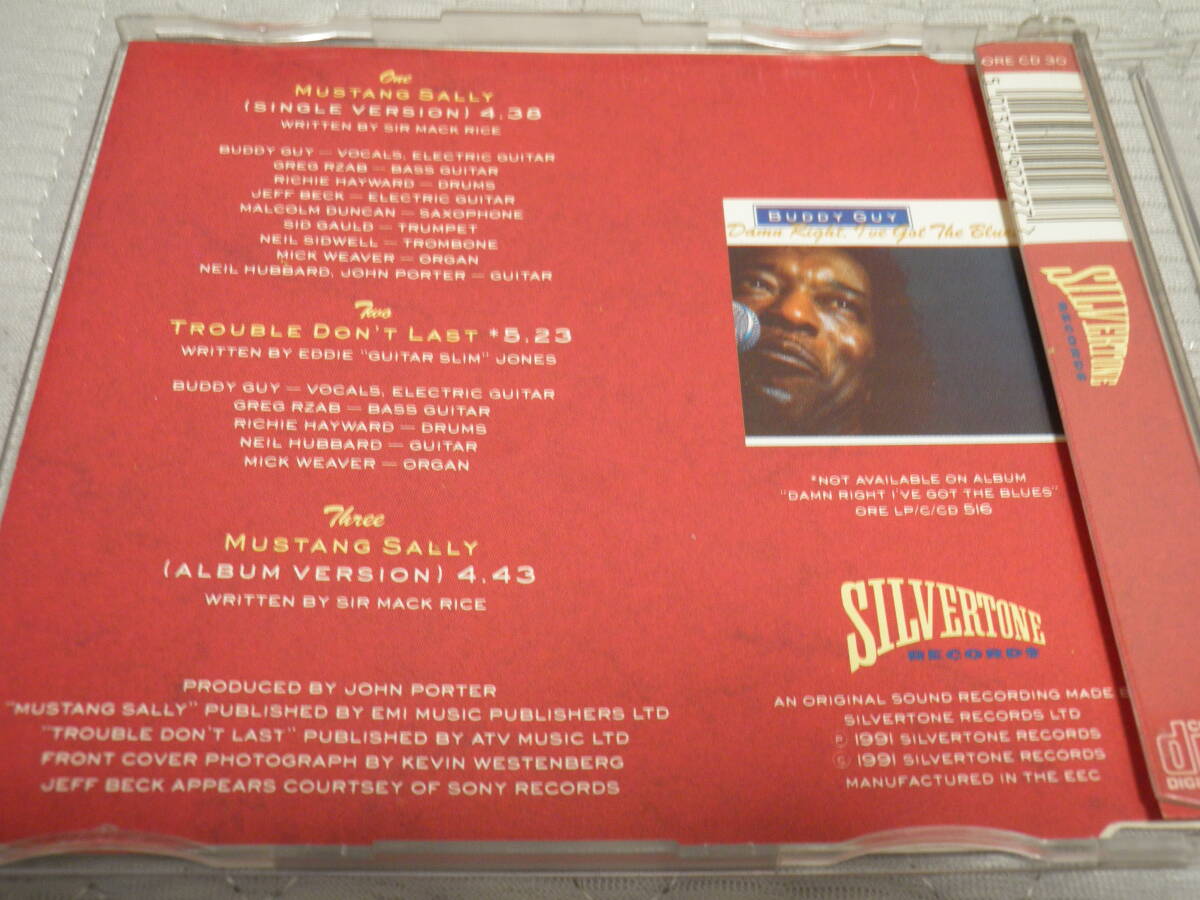 One
MUSTANG SALLY
(SINGLE VERSION) 4.38
WRITTEN BY SIR MACK RICE
BUDDY GUY — VOCALS, ELECTRIC GUITAR
GREG RZAB — BASS GUITAR
RICHIE HAYWARD — DRUMS
JEFF BECK — ELECTRIC GUITAR
MALCOLM DUNCAN — SAXOPHONE
SID GAULD — TRUMPET
NEIL SIDWELL — TROMBONE
MICK WEAVER — ORGAN
NEIL HUBBARD, JOHN PORTER — GUITAR
Two
TROUBLE DON'T LAST *5.23
WRITTEN BY EDDIE "GUITAR SLIM" JONES
BUDDY GUY — VOCALS, ELECTRIC GUITAR
GREG RZAB — BASS GUITAR
RICHIE HAYWARD — DRUMS
NEIL HUBBARD — GUITAR
MICK WEAVER — ORGAN
Three
MUSTANG SALLY
(ALBUM VERSION) 4.43
WRITTEN BY SIR MACK RICE
PRODUCED BY JOHN PORTER
"MUSTANG SALLY" PUBLISHED BY EMI MUSIC PUBLISHERS LTD
"TROUBLE DON'T LAST" PUBLISHED BY ATV MUSIC LTD
FRONT COVER PHOTOGRAPH BY KEVIN WESTENBERG
JEFF BECK APPEARS COURTSEY OF SONY RECORDS
BUDDY GUY
Damn Right, I've Got The Blues
*NOT AVAILABLE ON ALBUM
"DAMN RIGHT I'VE GOT THE BLUES"
ORE LP/C/CD 516
SILVERTONE
RECORDS
AN ORIGINAL SOUND RECORDING MADE B
SILVERTONE RECORDS LTD
℗ 1991 SILVERTONE RECORDS
© 1991 SILVERTONE RECORDS
MANUFACTURED IN THE EEC
ORE CD 30
SILVERTONE
RECORDS